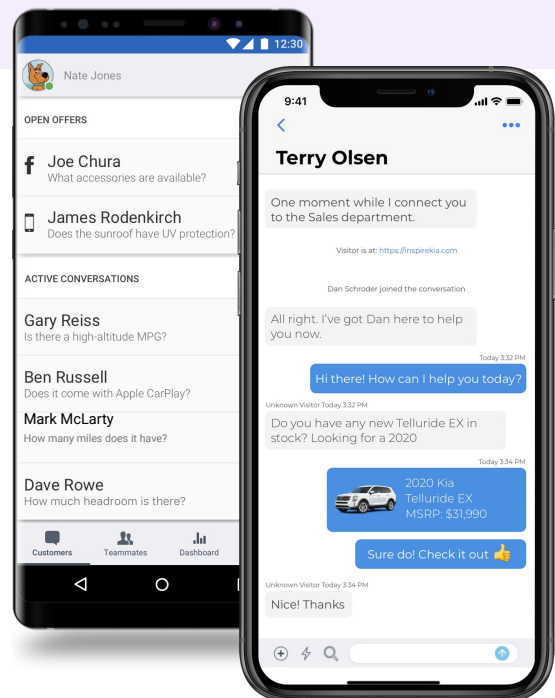 12:30
Nate Jones
OPEN OFFERS
f Joe Chura
What accessories are available?
James Rodenkirch
Does the sunroof have UV protection?
ACTIVE CONVERSATIONS
Gary Reiss
Is there a high-altitude MPG?
Ben Russell
Does it come with Apple CarPlay?
Mark McLarty
How many miles does it have?
Dave Rowe
How much headroom is there?
Customers
Teammates
Dashboard
9:41
Terry Olsen
One moment while I connect you
to the Sales department.
Visitor is at: https://inspirekia.com
Dan Schroder joined the conversation
All right. I've got Dan here to help
you now.
Today 3:32 PM
Hi there! How can I help you today?
Unknown Visitor Today 3:32 PM
Do you have any new Telluride EX in
stock? Looking for a 2020
Today 3:34 PM
2020 Kia
Telluride EX
MSRP: $31,990
Sure do! Check it out 👍
Unknown Visitor Today 3:34 PM
Nice! Thanks